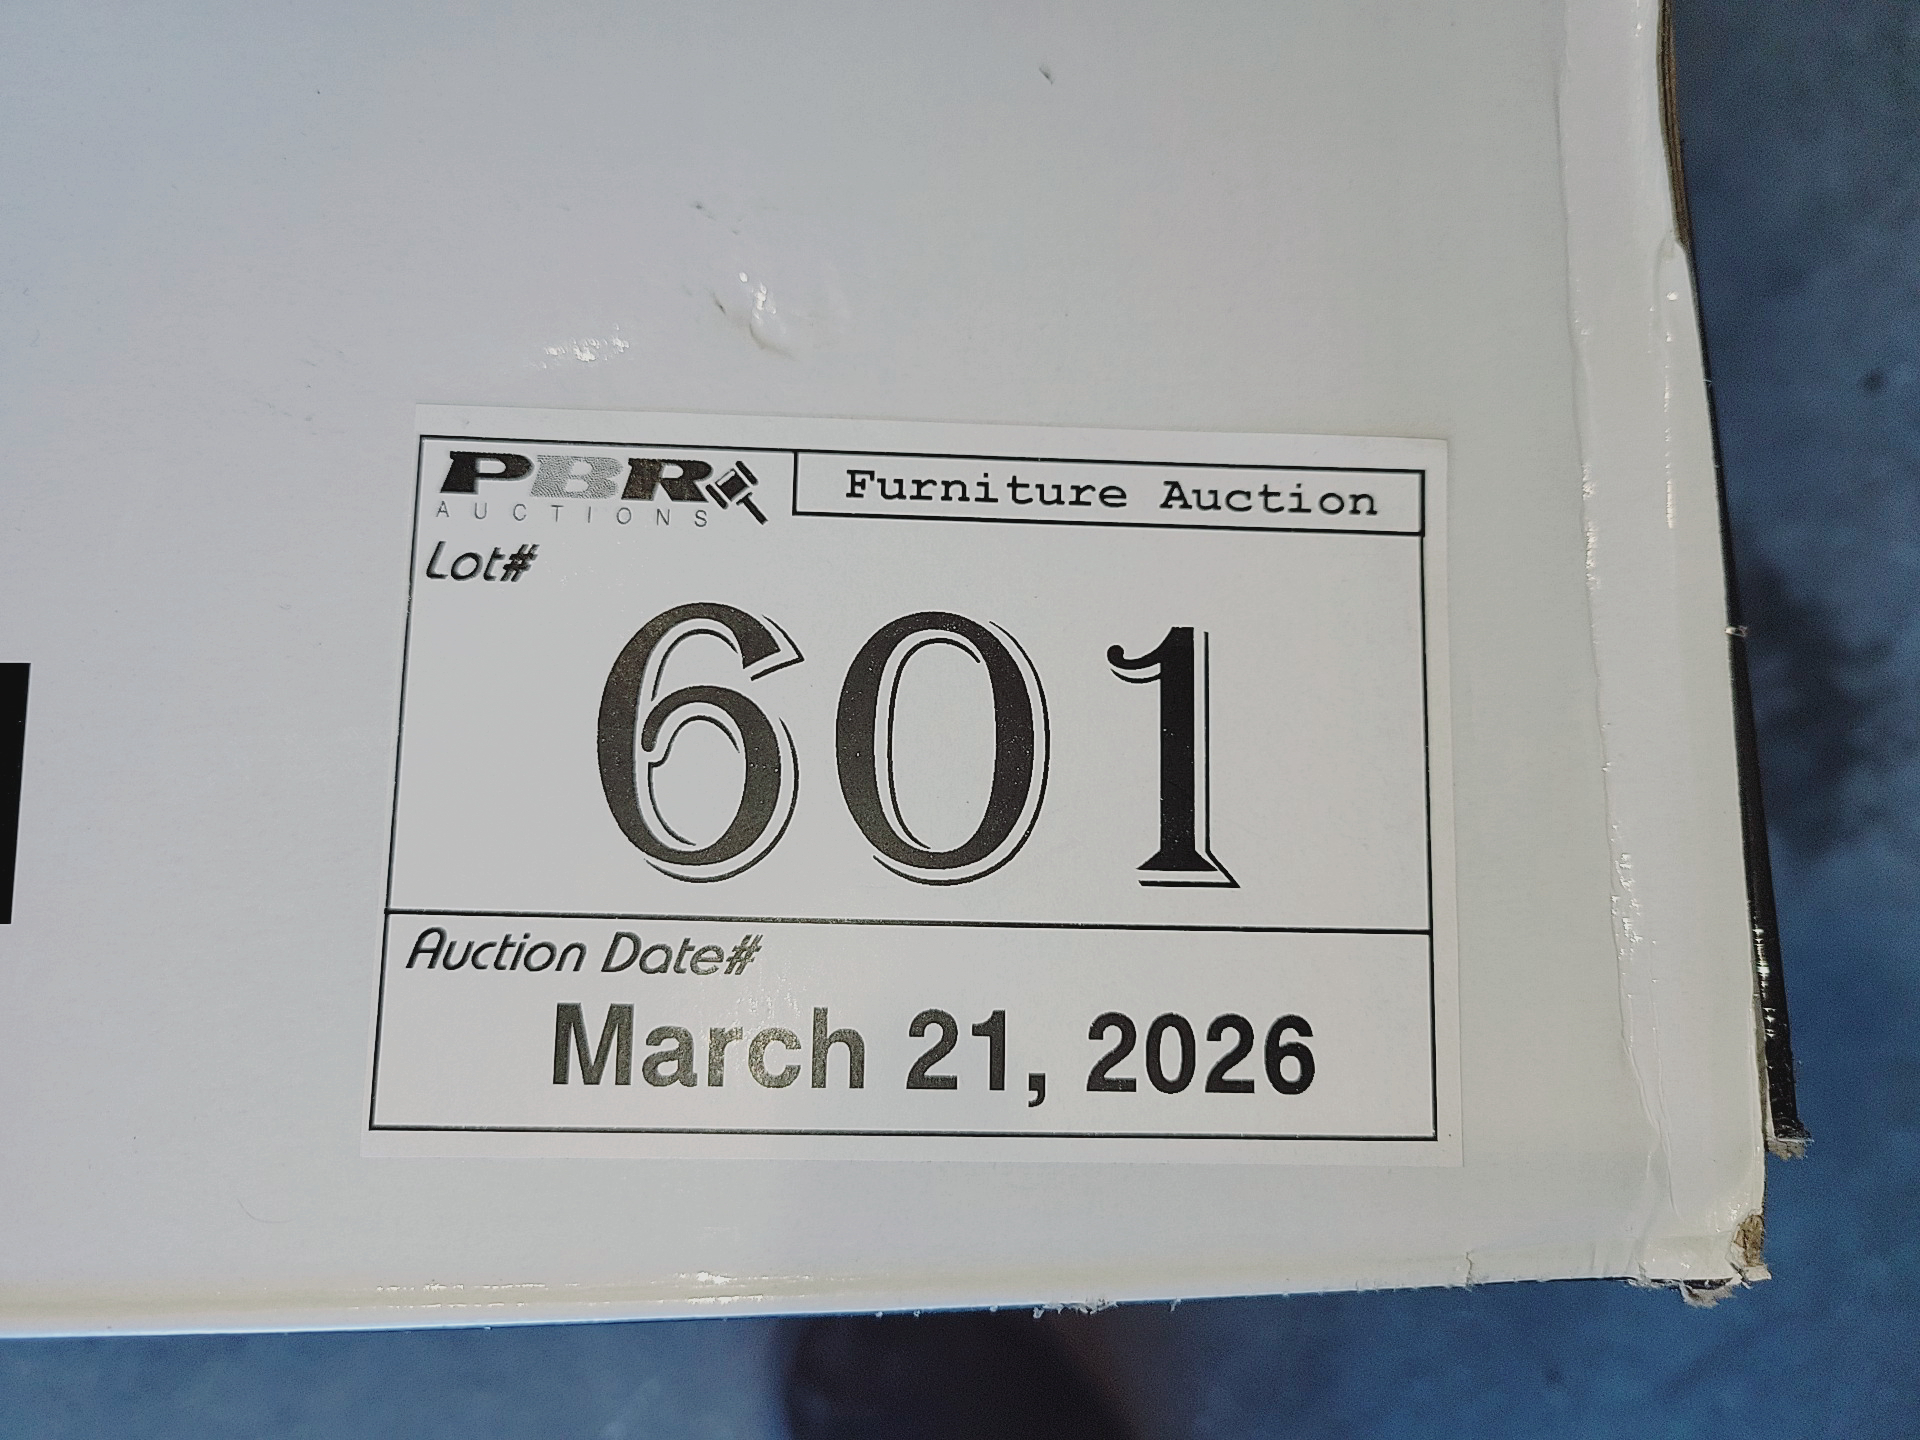 PBR
AUCTIONS
Furniture Auction
Lot#
601
Auction Date#
March 21, 2026